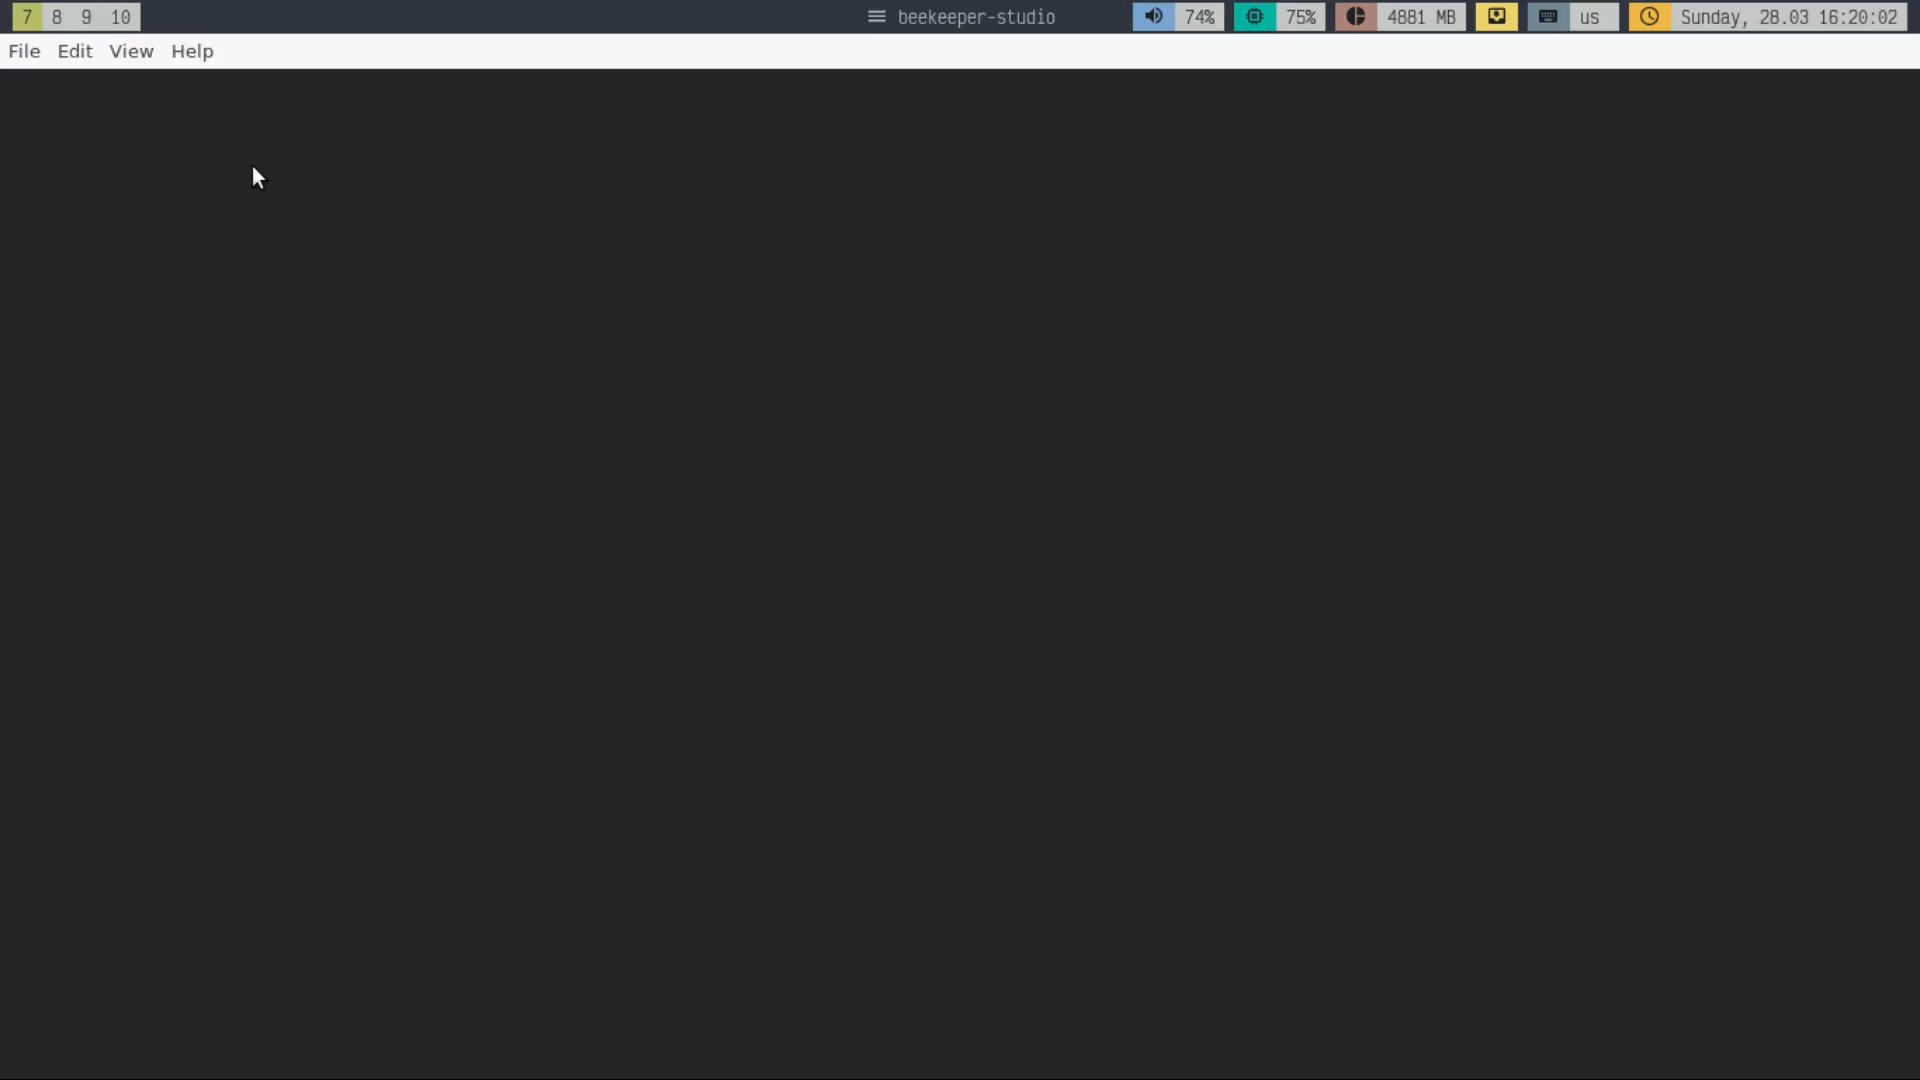 7 8 9 10 beekeeper-studio 74% 75% 4881 MB us Sunday, 28.03 16:20:02
File Edit View Help